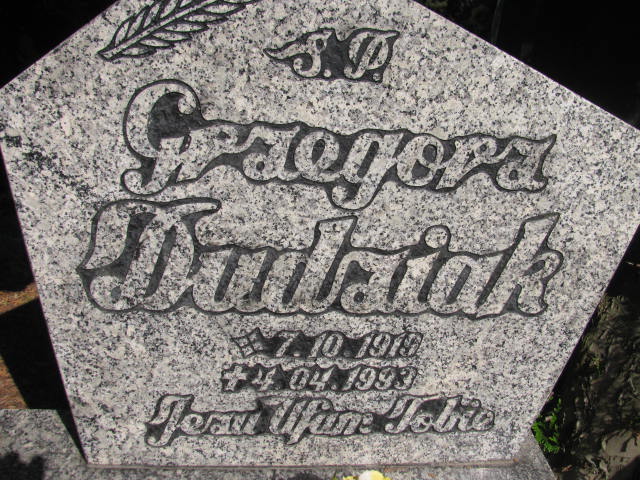 Ś.P.
Grzegorz
Dudziak
* 7.10.1919
+ 4.04.1993
Jezu Ufam Tobie